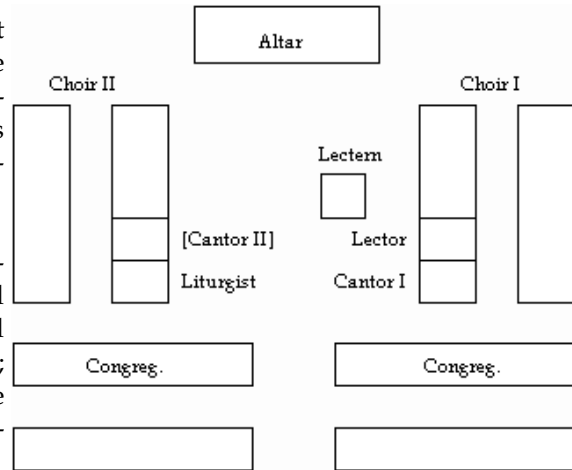 Altar
Choir II
Choir I
Lectern
[Cantor II]
Lector
Liturgist
Cantor I
Congreg.
Congreg.